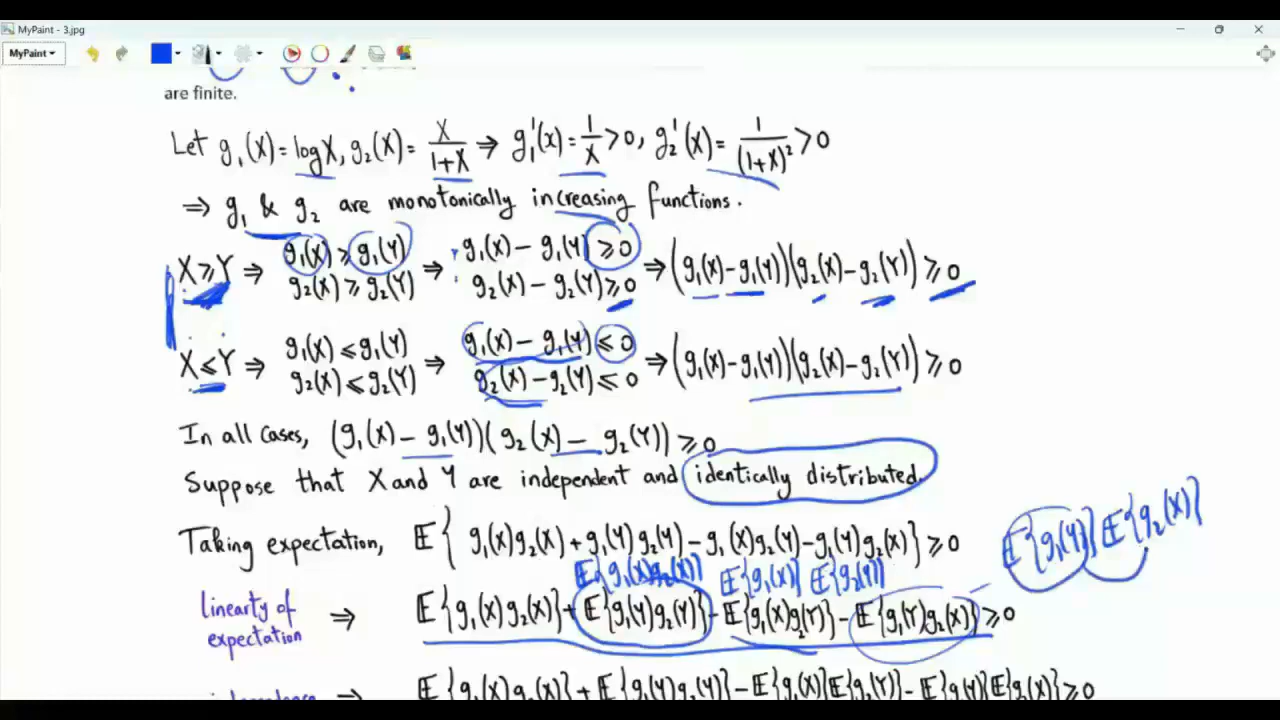 MyPaint - 3.jpg
MyPaint
are finite.
Let g₁(X) = log X, g₂(X) = X/(1+X) ⇒ g₁'(x) = 1/X > 0, g₂'(X) = 1/(1+X)² > 0
⇒ g₁ & g₂ are monotonically increasing functions.
X ≥ Y ⇒ g₁(X) ≥ g₁(Y) ⇒ g₁(X) − g₁(Y) ≥ 0 ⇒ (g₁(X) − g₁(Y))(g₂(X) − g₂(Y)) ≥ 0
g₂(X) ≥ g₂(Y) g₂(X) − g₂(Y) ≥ 0
X ≤ Y ⇒ g₁(X) ≤ g₁(Y) ⇒ g₁(X) − g₁(Y) ≤ 0 ⇒ (g₁(X) − g₁(Y))(g₂(X) − g₂(Y)) ≥ 0
g₂(X) ≤ g₂(Y) g₂(X) − g₂(Y) ≤ 0
In all cases, (g₁(X) − g₁(Y))(g₂(X) − g₂(Y)) ≥ 0
Suppose that X and Y are independent and identically distributed.
Taking expectation, 𝔼{g₁(X)g₂(X) + g₁(Y)g₂(Y) − g₁(X)g₂(Y) − g₁(Y)g₂(X)} ≥ 0
𝔼{g₁(Y)} 𝔼{g₂(X)}
𝔼{g₁(X)g₂(X)} 𝔼{g₁(X)} 𝔼{g₂(Y)}
linearty of expectation ⇒ 𝔼{g₁(X)g₂(X)} + 𝔼{g₁(Y)g₂(Y)} − 𝔼{g₁(X)g₂(Y)} − 𝔼{g₁(Y)g₂(X)} ≥ 0
⇒ 𝔼{g₁(X)g₂(X)} + 𝔼{g₁(Y)g₂(Y)} − 𝔼{g₁(X)}𝔼{g₂(Y)} − 𝔼{g₁(Y)}𝔼{g₂(X)} ≥ 0